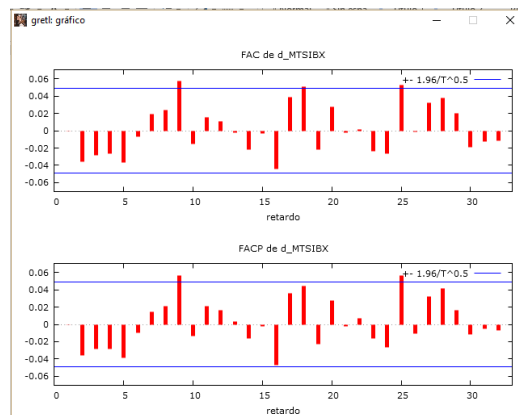 gretl: gráfico
FAC de d_MTSIBX
+- 1.96/T^0.5
0.06
0.04
0.02
0
-0.02
-0.04
-0.06
0 5 10 15 20 25 30
retardo
FACP de d_MTSIBX
+- 1.96/T^0.5
0.06
0.04
0.02
0
-0.02
-0.04
-0.06
0 5 10 15 20 25 30
retardo